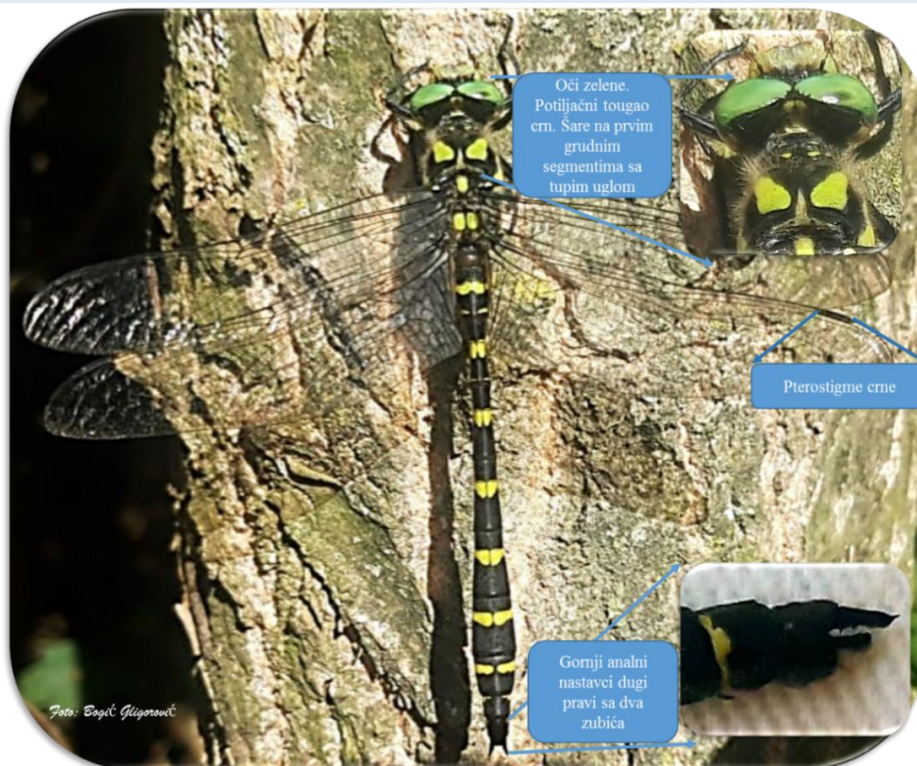 Oči zelene.
Potiljačni tougao
crn. Šare na prvim
grudnim
segmentima sa
tupim uglom
Pterostigme crne
Gornji analni
nastavci dugi
pravi sa dva
zubića
Foto: Bogić Gligorović